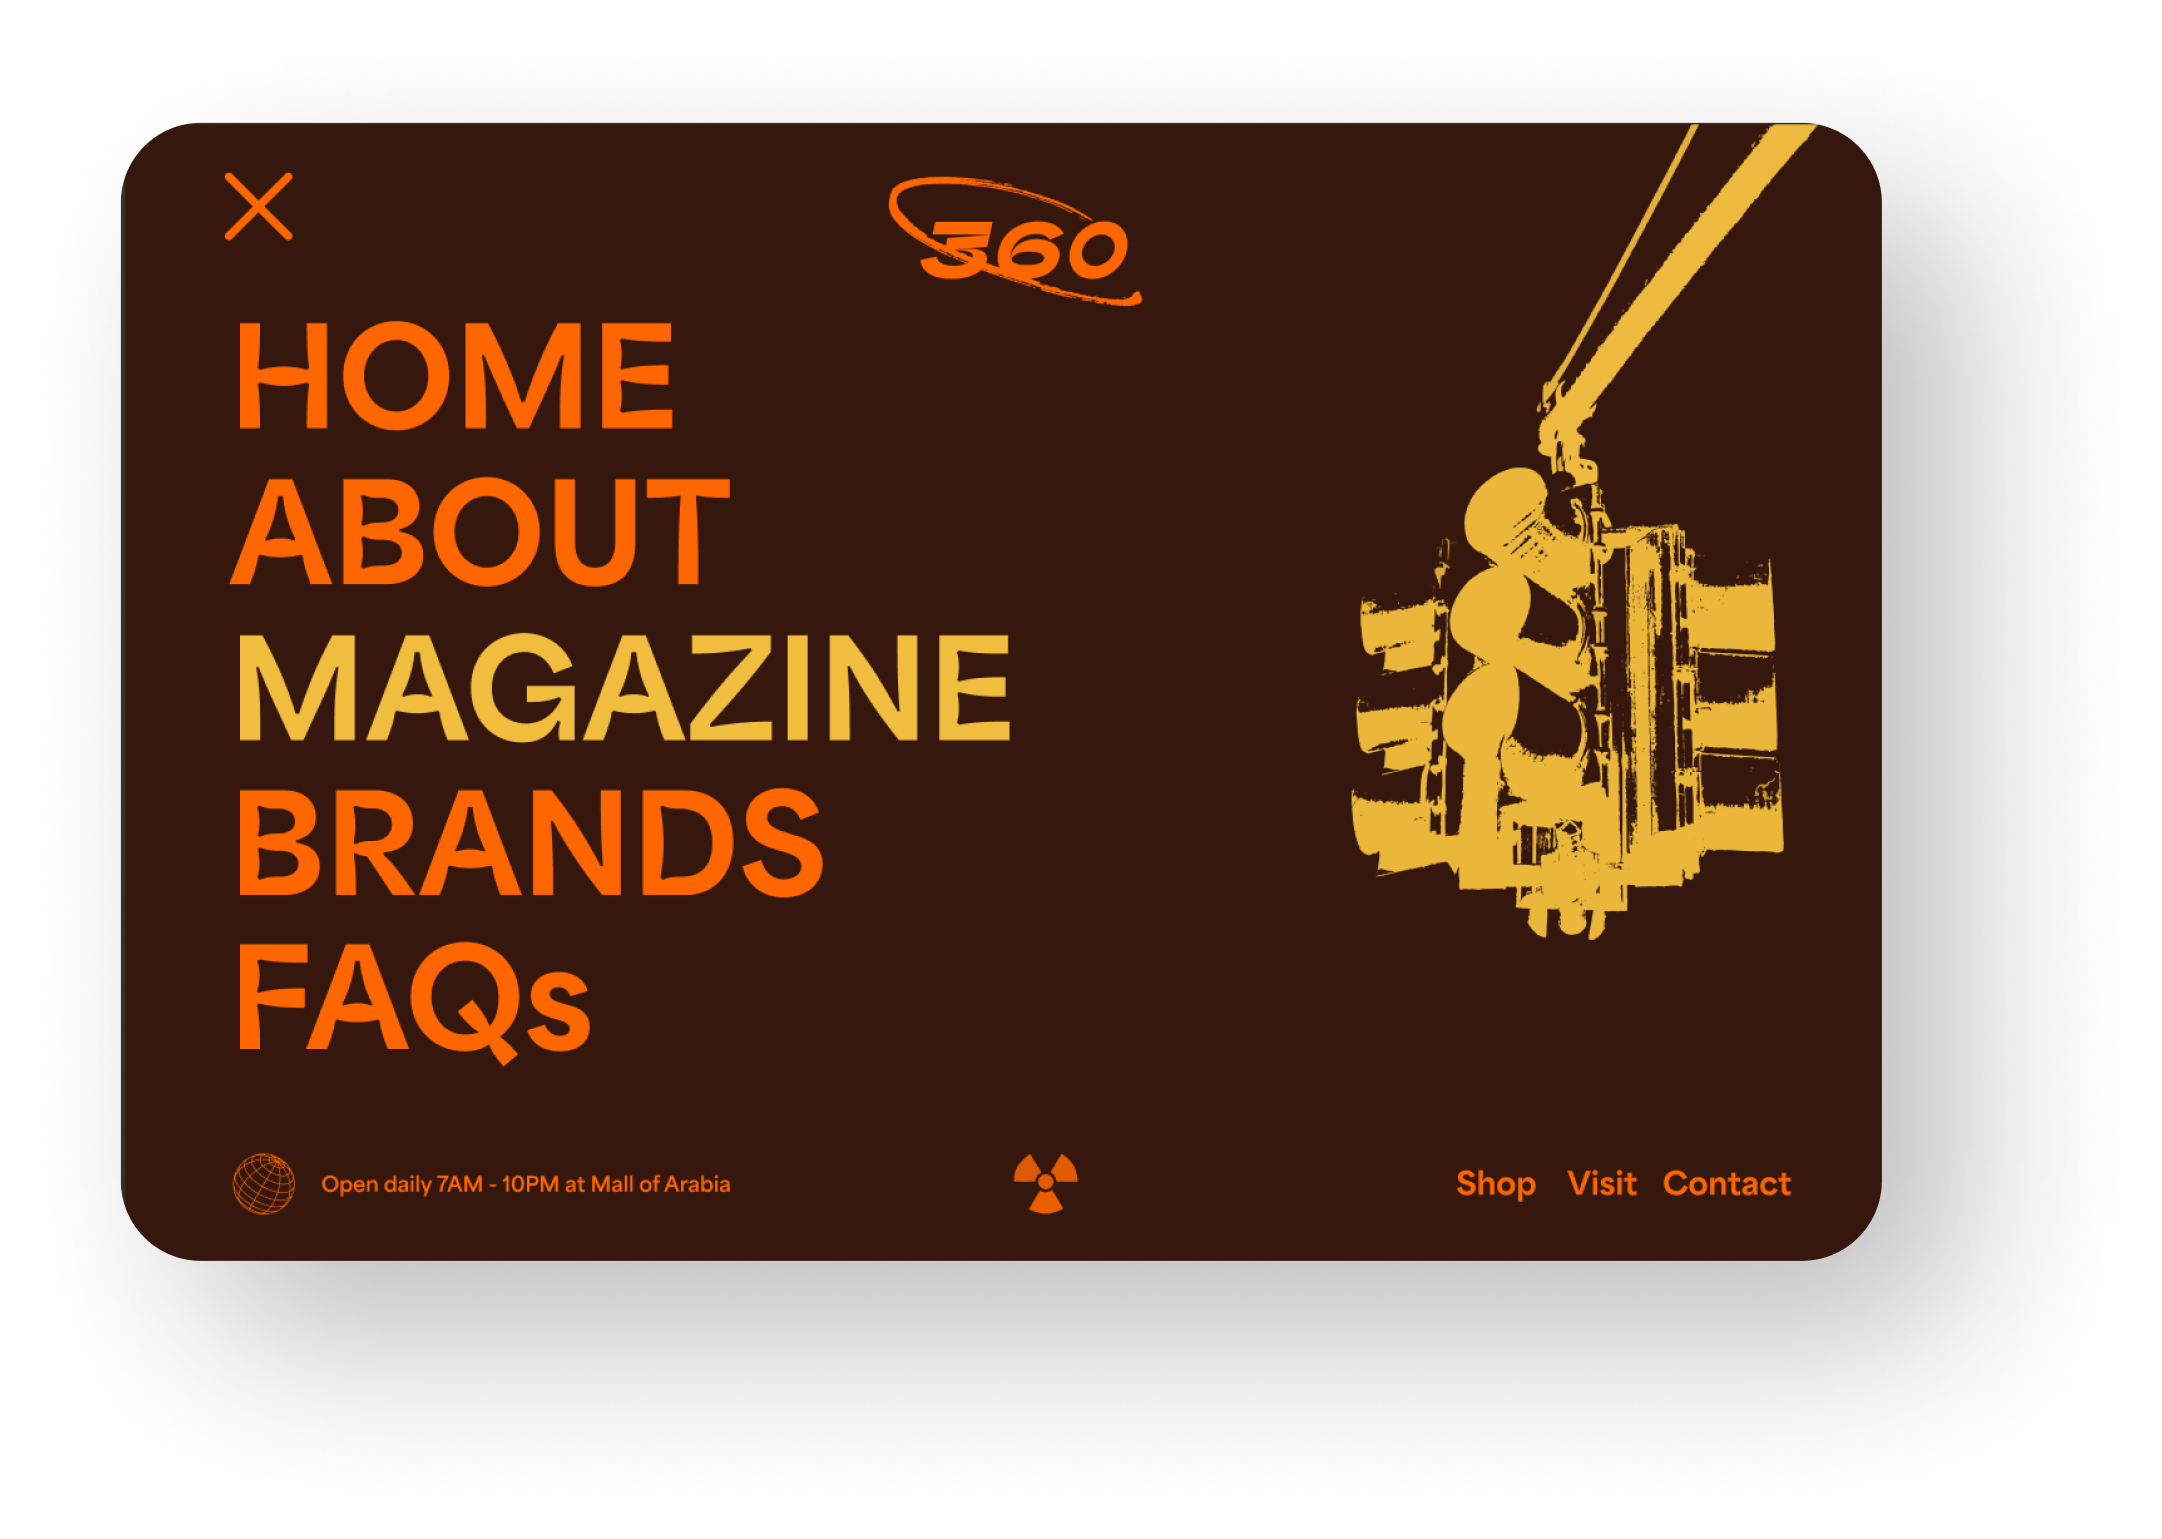 360
HOME
ABOUT
MAGAZINE
BRANDS
FAQs
Open daily 7AM - 10PM at Mall of Arabia
Shop Visit Contact